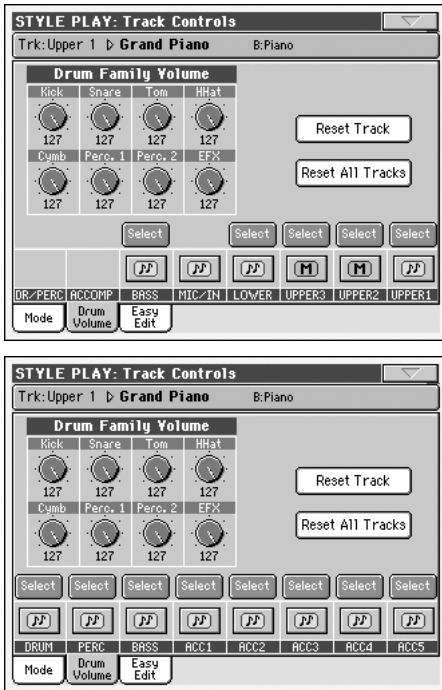 STYLE PLAY: Track Controls
Trk:Upper 1 ▷ Grand Piano B:Piano
Drum Family Volume
Kick Snare Tom HHat
127 127 127 127
Reset Track
Cymb Perc. 1 Perc. 2 EFX
Reset All Tracks
127 127 127 127
Select Select Select Select Select
M M
DR/PERC ACCOMP BASS MIC/IN LOWER UPPER3 UPPER2 UPPER1
Mode Drum Volume Easy Edit
STYLE PLAY: Track Controls
Trk:Upper 1 ▷ Grand Piano B:Piano
Drum Family Volume
Kick Snare Tom HHat
127 127 127 127
Reset Track
Cymb Perc. 1 Perc. 2 EFX
Reset All Tracks
127 127 127 127
Select Select Select Select Select Select Select Select
DRUM PERC BASS ACC1 ACC2 ACC3 ACC4 ACC5
Mode Drum Volume Easy Edit